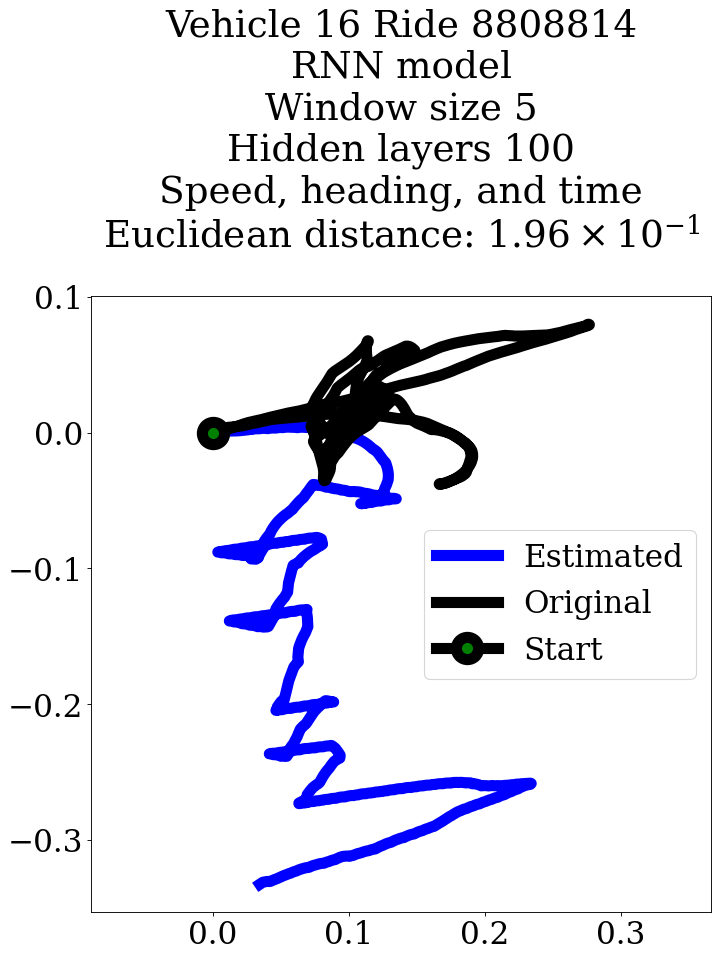 Vehicle 16 Ride 8808814
RNN model
Window size 5
Hidden layers 100
Speed, heading, and time
Euclidean distance: 1.96 × 10⁻¹
0.1
0.0
−0.1
−0.2
−0.3
Estimated
Original
Start
0.0 0.1 0.2 0.3